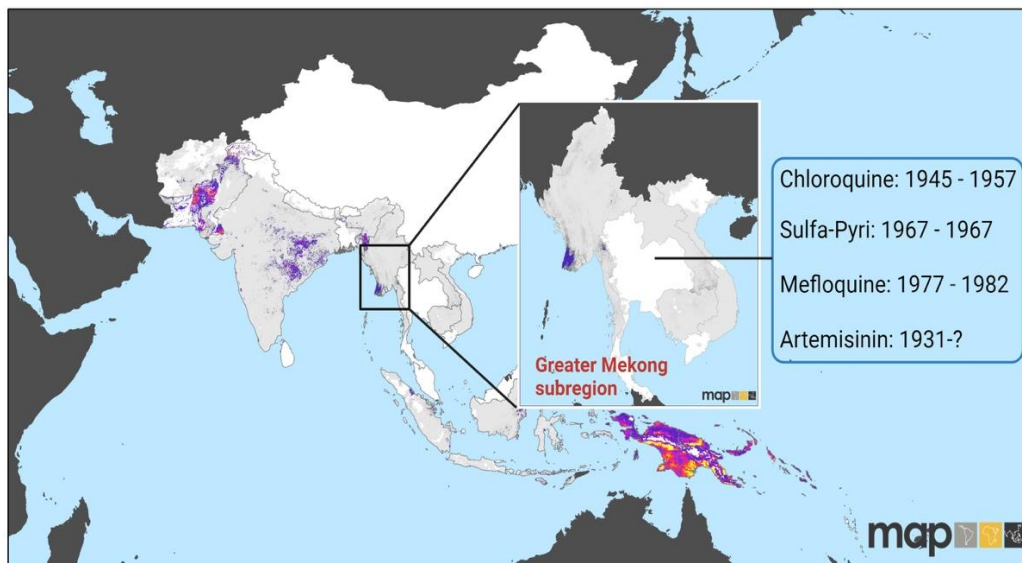 Chloroquine: 1945 - 1957
Sulfa-Pyri: 1967 - 1967
Mefloquine: 1977 - 1982
Artemisinin: 1931-?
Greater Mekong
subregion
map
map